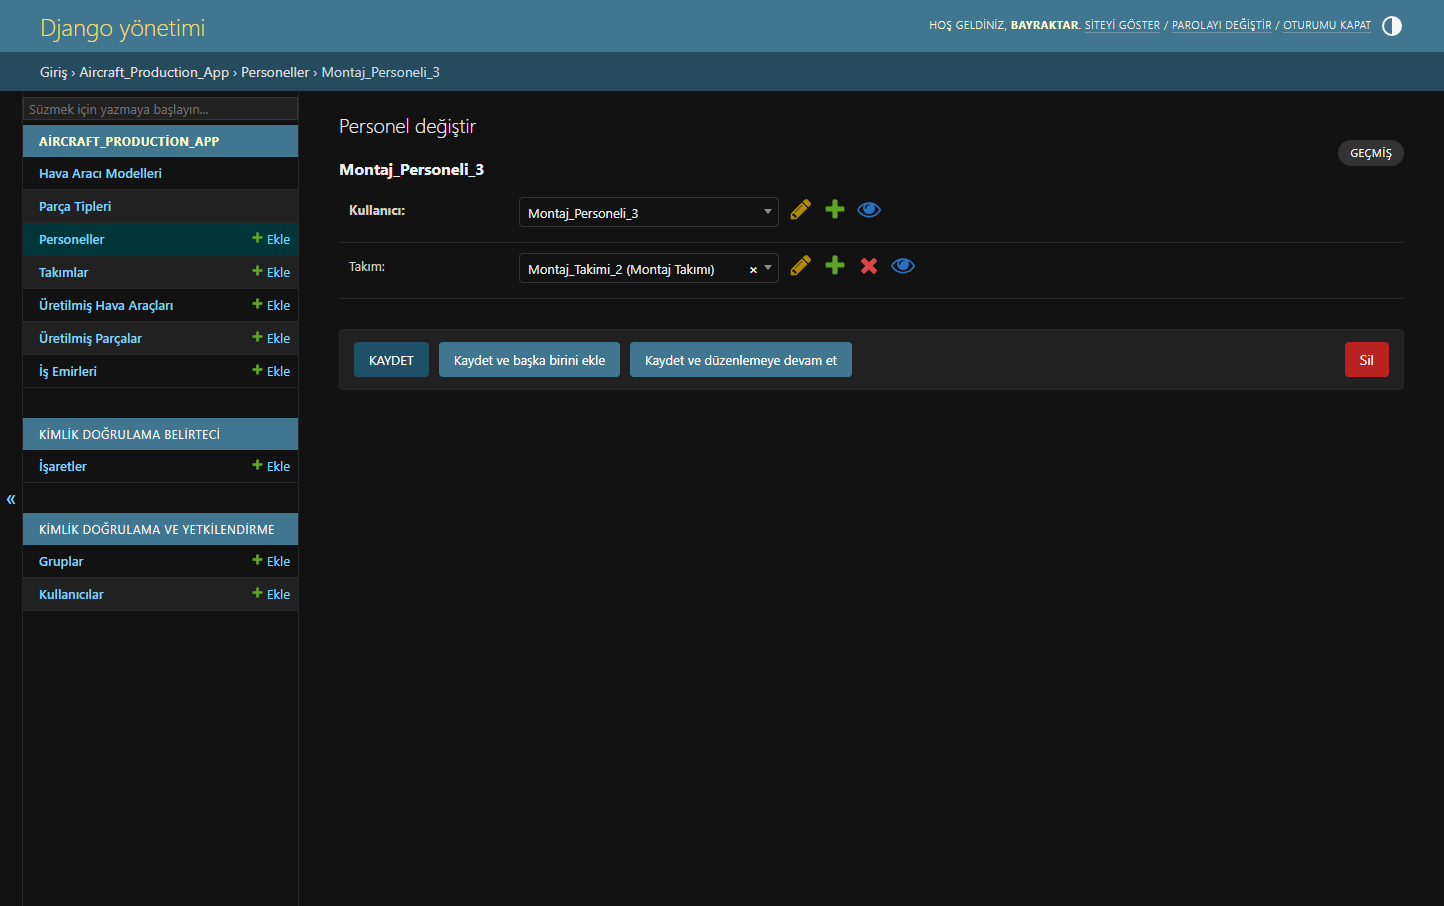 Django yönetimi
HOŞ GELDİNİZ, BAYRAKTAR. SİTEYİ GÖSTER / PAROLAYI DEĞİŞTİR / OTURUMU KAPAT
Giriş › Aircraft_Production_App › Personeller › Montaj_Personeli_3
Süzmek için yazmaya başlayın...
AİRCRAFT_PRODUCTİON_APP
Hava Aracı Modelleri
Parça Tipleri
Personeller + Ekle
Takımlar + Ekle
Üretilmiş Hava Araçları + Ekle
Üretilmiş Parçalar + Ekle
İş Emirleri + Ekle
KİMLİK DOĞRULAMA BELİRTECİ
İşaretler + Ekle
«
KİMLİK DOĞRULAMA VE YETKİLENDİRME
Gruplar + Ekle
Kullanıcılar + Ekle
Personel değiştir
GEÇMİŞ
Montaj_Personeli_3
Kullanıcı: Montaj_Personeli_3
Takım: Montaj_Takimi_2 (Montaj Takımı) ×
KAYDET Kaydet ve başka birini ekle Kaydet ve düzenlemeye devam et Sil